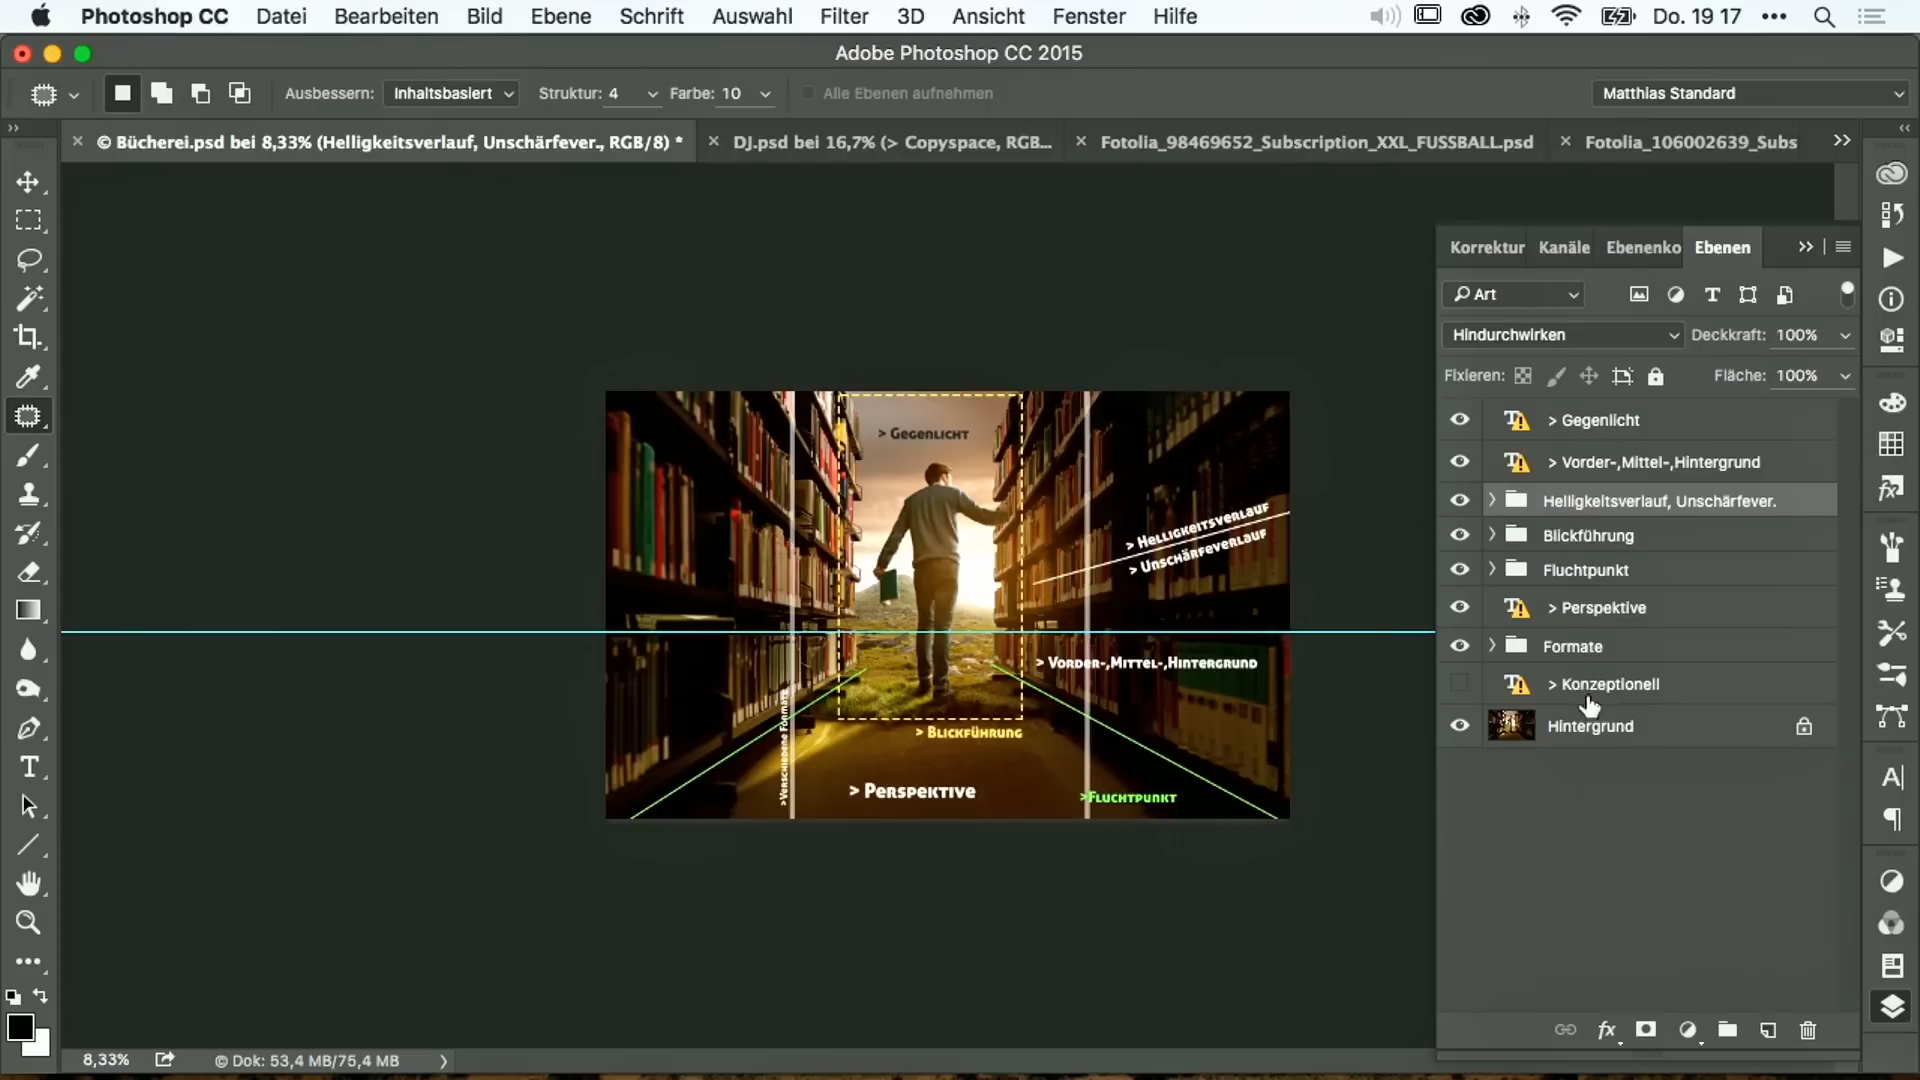 Photoshop CC Datei Bearbeiten Bild Ebene Schrift Auswahl Filter 3D Ansicht Fenster Hilfe Do. 19 17
Adobe Photoshop CC 2015
Ausbessern: Inhaltsbasiert Struktur: 4 Farbe: 10 Alle Ebenen aufnehmen Matthias Standard
© Bücherei.psd bei 8,33% (Helligkeitsverlauf, Unschärfever., RGB/8) * DJ.psd bei 16,7% (> Copyspace, RGB... Fotolia_98469652_Subscription_XXL_FUSSBALL.psd Fotolia_106002639_Subs
Korrektur Kanäle Ebenenko Ebenen
Art
Hindurchwirken Deckkraft: 100%
Fixieren: Fläche: 100%
> Gegenlicht
> Vorder-,Mittel-,Hintergrund
Helligkeitsverlauf, Unschärfever.
Blickführung
Fluchtpunkt
> Perspektive
Formate
> Konzeptionell
Hintergrund
> Gegenlicht
> Helligkeitsverlauf
> Unschärfeverlauf
> Vorder-,Mittel-,Hintergrund
> Blickführung
>Verschiedene Formate
> Perspektive
>Fluchtpunkt
8,33% © Dok: 53,4 MB/75,4 MB